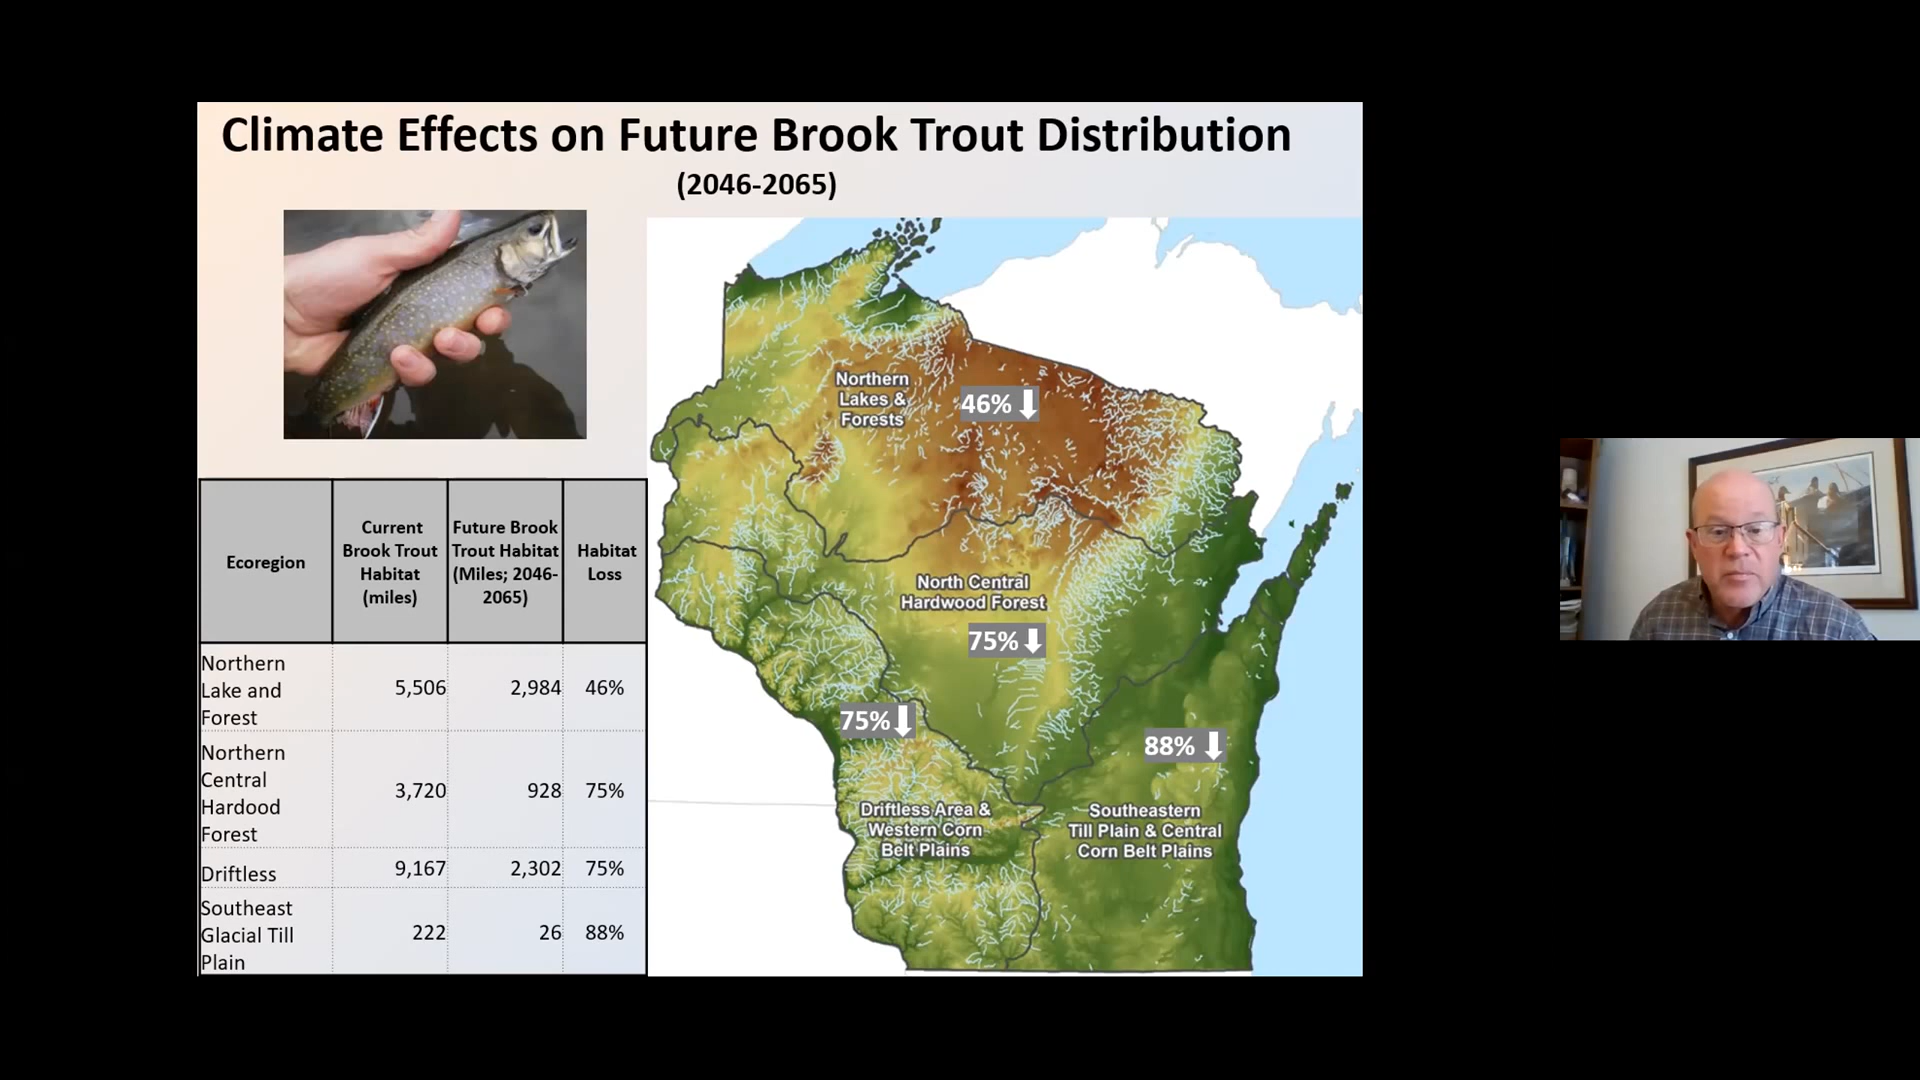 Climate Effects on Future Brook Trout Distribution
(2046-2065)
Ecoregion
Current
Brook Trout
Habitat
(miles)
Future Brook
Trout Habitat
(Miles; 2046-
2065)
Habitat
Loss
Northern
Lake and
Forest
5,506
2,984
46%
Northern
Central
Hardood
Forest
3,720
928
75%
Driftless
9,167
2,302
75%
Southeast
Glacial Till
Plain
222
26
88%
Northern
Lakes &
Forests
46%
North Central
Hardwood Forest
75%
75%
88%
Driftless Area &
Western Corn
Belt Plains
Southeastern
Till Plain & Central
Corn Belt Plains